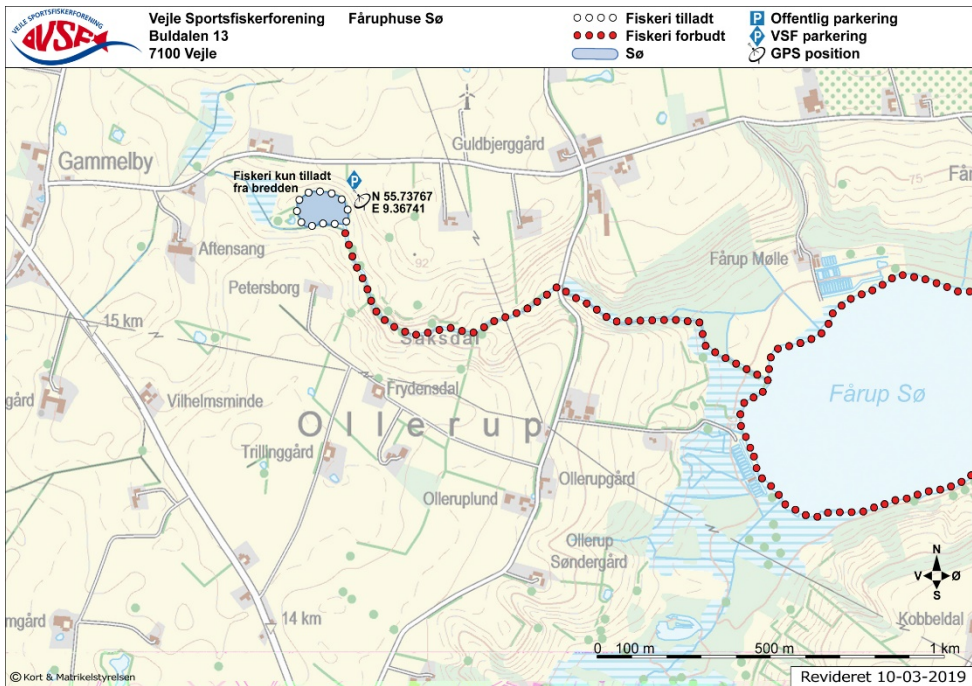 VEJLE SPORTSFISKERFORENING
VSF
Vejle Sportsfiskerforening
Buldalen 13
7100 Vejle
Fåruphuse Sø
Fiskeri tilladt
Fiskeri forbudt
Sø
P Offentlig parkering
P VSF parkering
GPS position
Gammelby
Guldbjerggård
75
Får
Fiskeri kun tilladt
fra bredden
P
N 55.73767
E 9.36741
Aftensang
92
Fårup Mølle
Petersborg
15 km
Saksdal
Fårup Sø
Frydensdal
gård
Vilhelmsminde
Ollerup
Trillinggård
Ollerupgård
Olleruplund
Ollerup
Søndergård
N
V Ø
S
mgård
14 km
Kobbeldal
0 100 m 500 m 1 km
© Kort & Matrikelstyrelsen
Revideret 10-03-2019